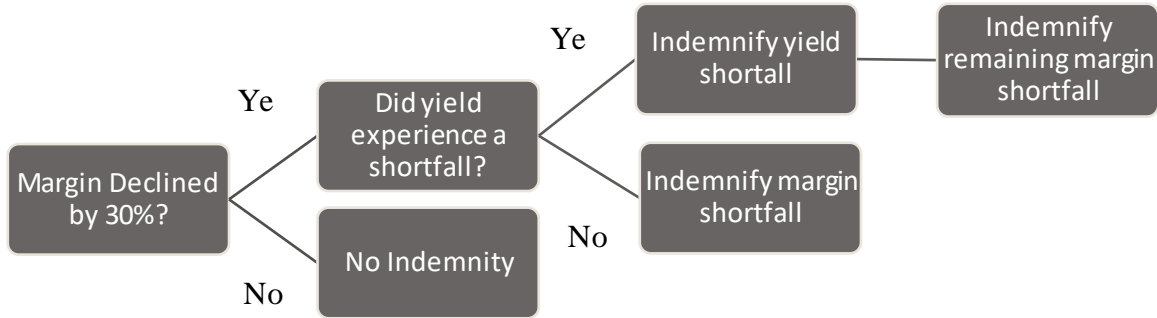 Margin Declined
by 30%?
Ye
Did yield
experience a
shortfall?
No
No Indemnity
Ye
Indemnify yield
shortall
Indemnify
remaining margin
shortfall
No
Indemnify margin
shortfall